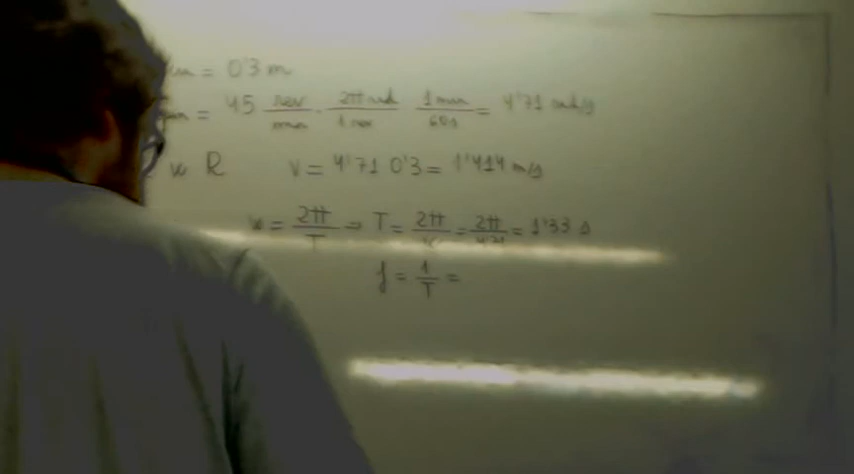 m = 0'3 m
= 45 rev/min · 2π rad/1 rev 1 min/60s = 4'71 rad/s
w R v = 4'71 0'3 = 1'414 m/s
w = 2π/T ⇒ T = 2π/w = 2π/4'71 = 1'33 s
f = 1/T =